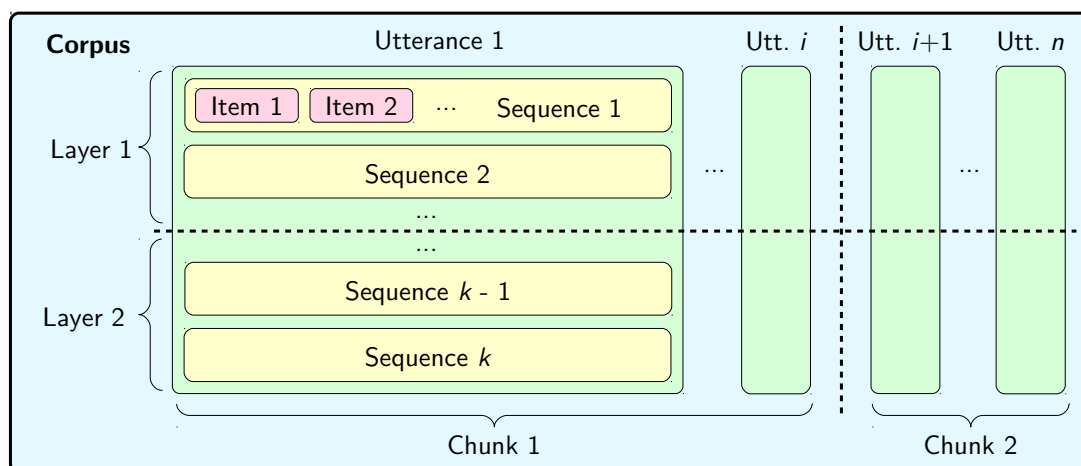 Corpus
Utterance 1
Utt. i
Utt. i+1
Utt. n
Layer 1
Item 1
Item 2
...
Sequence 1
Sequence 2
...
...
...
...
Layer 2
Sequence k - 1
Sequence k
Chunk 1
Chunk 2